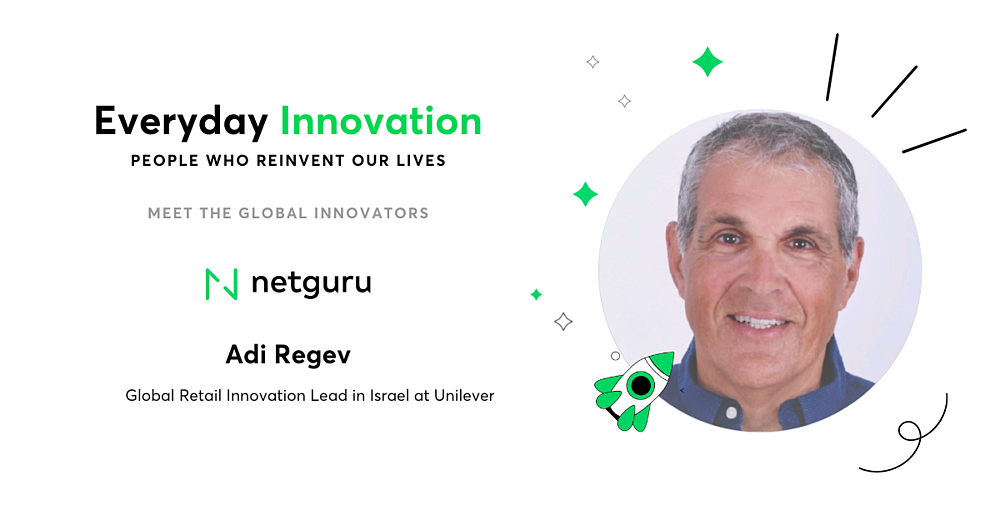 Everyday Innovation
PEOPLE WHO REINVENT OUR LIVES
MEET THE GLOBAL INNOVATORS
netguru
Adi Regev
Global Retail Innovation Lead in Israel at Unilever